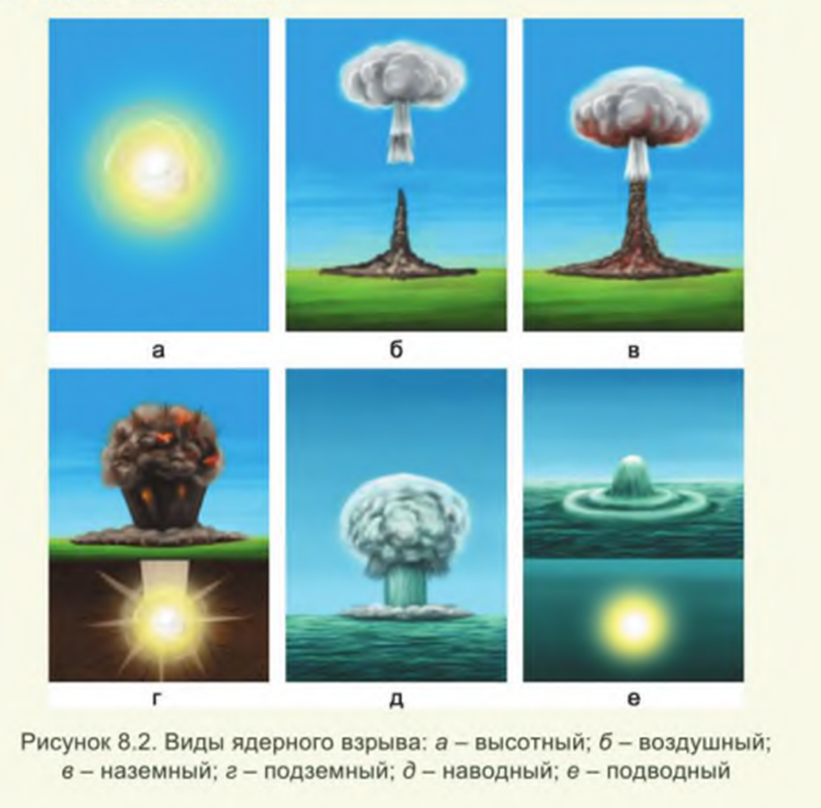 а
б
в
г
д
е
Рисунок 8.2. Виды ядерного взрыва: а – высотный; б – воздушный;
в – наземный; г – подземный; д – наводный; е – подводный